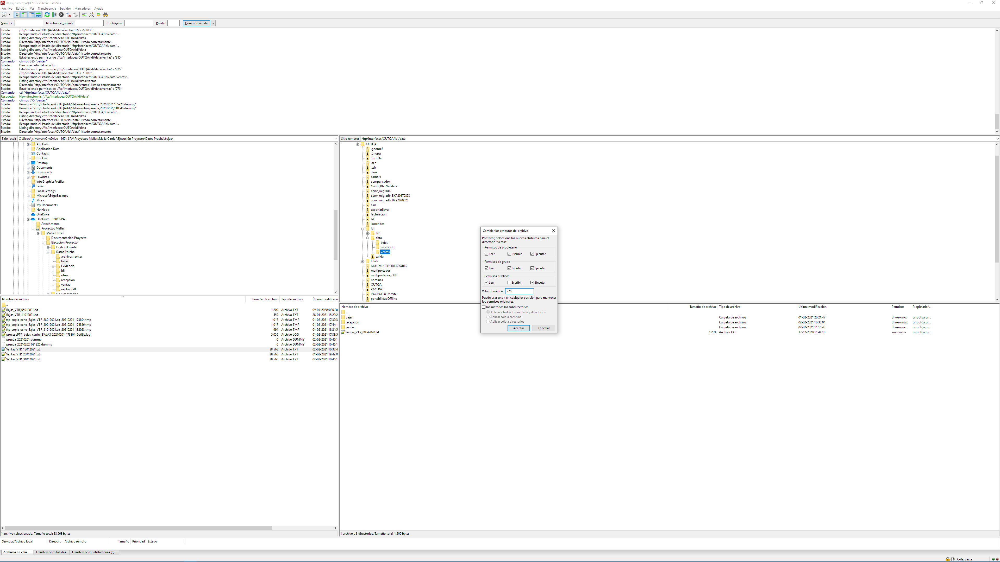 sftp://usroutqa@172.17.226.24 - FileZilla
Archivo Edición Ver Transferencia Servidor Marcadores Ayuda
Servidor: Nombre de usuario: Contraseña: Puerto: Conexión rápida
Estado: /ftp/interfaces/OUTQA/ldi/data/ventas: 0775 -> 0335
Estado: Recuperando el listado del directorio "/ftp/interfaces/OUTQA/ldi/data"...
Estado: Listing directory /ftp/interfaces/OUTQA/ldi/data
Estado: Directorio "/ftp/interfaces/OUTQA/ldi/data" listado correctamente
Estado: Recuperando el listado del directorio "/ftp/interfaces/OUTQA/ldi/data"...
Estado: Listing directory /ftp/interfaces/OUTQA/ldi/data
Estado: Directorio "/ftp/interfaces/OUTQA/ldi/data" listado correctamente
Estado: Estableciendo permisos de '/ftp/interfaces/OUTQA/ldi/data/ventas' a '335'
Comando: chmod 335 "ventas"
Estado: Desconectado del servidor
Estado: Estableciendo permisos de '/ftp/interfaces/OUTQA/ldi/data/ventas' a '775'
Estado: /ftp/interfaces/OUTQA/ldi/data/ventas: 0335 -> 0775
Estado: Recuperando el listado del directorio "/ftp/interfaces/OUTQA/ldi/data/ventas"...
Estado: Listing directory /ftp/interfaces/OUTQA/ldi/data/ventas
Estado: Directorio "/ftp/interfaces/OUTQA/ldi/data/ventas" listado correctamente
Estado: Estableciendo permisos de '/ftp/interfaces/OUTQA/ldi/data/ventas' a '775'
Comando: cd "/ftp/interfaces/OUTQA/ldi/data"
Respuesta: New directory is: "/ftp/interfaces/OUTQA/ldi/data"
Comando: chmod 775 "ventas"
Estado: Borrando "/ftp/interfaces/OUTQA/ldi/data/ventas/prueba_20210202_105928.dummy"
Estado: Borrando "/ftp/interfaces/OUTQA/ldi/data/ventas/prueba_20210202_110846.dummy"
Estado: Recuperando el listado del directorio "/ftp/interfaces/OUTQA/ldi/data"...
Estado: Listing directory /ftp/interfaces/OUTQA/ldi/data
Estado: Directorio "/ftp/interfaces/OUTQA/ldi/data" listado correctamente
Estado: Recuperando el listado del directorio "/ftp/interfaces/OUTQA/ldi/data"...
Estado: Listing directory /ftp/interfaces/OUTQA/ldi/data
Estado: Directorio "/ftp/interfaces/OUTQA/ldi/data" listado correctamente
Sitio local: C:\Users\jsilvamar\OneDrive - 160K SPA\Proyectos Mallas\Malla Carrier\Ejecución Proyecto\Datos Prueba\bajas\
AppData
Application Data
Contacts
Cookies
Desktop
Documents
Downloads
Favorites
IntelGraphicsProfiles
Links
Local Settings
MicrosoftEdgeBackups
Music
My Documents
NetHood
OneDrive
OneDrive - 160K SPA
Attachments
Proyectos Mallas
Malla Carrier
Documentación Proyecto
Ejecución Proyecto
Código Fuente
Datos Prueba
archivos revisar
bajas
Evidencia
ldi
otros
recepcion
ventas
ventas_diff
Documentación
Nombre de archivo Tamaño de archivo Tipo de archivo Última modificaci
..
Bajas_VTR_05012021.txt 1.209 Archivo TXT 09-04-2020 0:30:00
Bajas_VTR_11012021.txt 559 Archivo TXT 28-01-2021 15:29:2
ftp_copia_echo_Bajas_VTR_28012021.txt_20210201_173804.tmp 1.017 Archivo TMP 01-02-2021 17:39:3
ftp_copia_echo_Bajas_VTR_30012021.txt_20210201_174336.tmp 1.017 Archivo TMP 01-02-2021 17:44:1
ftp_copia_echo_Bajas_VTR_31012021.txt_20210201_182028.tmp 994 Archivo TMP 01-02-2021 18:21:5
procesoFTP_bajas_carrier_BAJAS_20210201_173804_DetEje.log 5.055 Archivo LOG 01-02-2021 17:38:5
prueba_20210201.dummy 0 Archivo DUMMY 02-02-2021 10:46:1
prueba_20210202_091325.dummy 0 Archivo DUMMY 02-02-2021 10:46:1
Ventas_VTR_13012021.txt 38.568 Archivo TXT 02-02-2021 10:37:4
Ventas_VTR_25012021.txt 38.568 Archivo TXT 01-02-2021 19:42:0
Ventas_VTR_31012021.txt 38.568 Archivo TXT 02-02-2021 10:46:1
1 archivo seleccionado. Tamaño total: 38.568 bytes
Sitio remoto: /ftp/interfaces/OUTQA/ldi/data
OUTQA
.gnome2
.gnupg
.mozilla
.sec
.ssh
.vim
carriers
compensador
ConfigPlanValidate
conv_migradb
conv_migradb_BKP20170823
conv_migradb_BKP2070526
eim
exportarllaver
facturacion
GL
lsuscriber
ldi
bin
data
bajas
recepcion
ventas
salida
ldiab
MUL-MULTIPORTADORES
multiportador
multiportador_OLD
nominas
OUTQA
PAC_PAT
PACPATEnTramite
portabilidadOffline
Nombre de archivo Tamaño de archivo Tipo de archivo Última modificación Permisos Propietario/...
..
bajas Carpeta de archivos 01-02-2021 20:21:47 drwxrwxr-x usroutqa us...
recepcion Carpeta de archivos 02-02-2021 10:38:04 drwxrwxrwx usroutqa us...
ventas Carpeta de archivos 02-02-2021 11:15:43 drwxrwxr-x usroutqa us...
Ventas_VTR_09042020.txt 1.209 Archivo TXT 17-12-2020 11:44:16 -rw-rw-r-- usroutqa us...
1 archivo y 3 directorios. Tamaño total: 1.209 bytes
Cambiar los atributos del archivo
Por favor, seleccione los nuevos atributos para el
directorio "ventas".
Permisos de propietario
Leer Escribir Ejecutar
Permisos de grupo
Leer Escribir Ejecutar
Permisos públicos
Leer Escribir Ejecutar
Valor numérico: 775
Puede usar una x en cualquier posición para mantener
los permisos originales.
Incluir todos los subdirectorios
Aplicar a todos los archivos y directorios
Aplicar sólo a archivos
Aplicar sólo a directorios
Aceptar Cancelar
Servidor/Archivo local Direcci... Archivo remoto Tamaño Prioridad Estado
Archivos en cola Transferencias fallidas Transferencias satisfactorias (6)
Cola: vacía